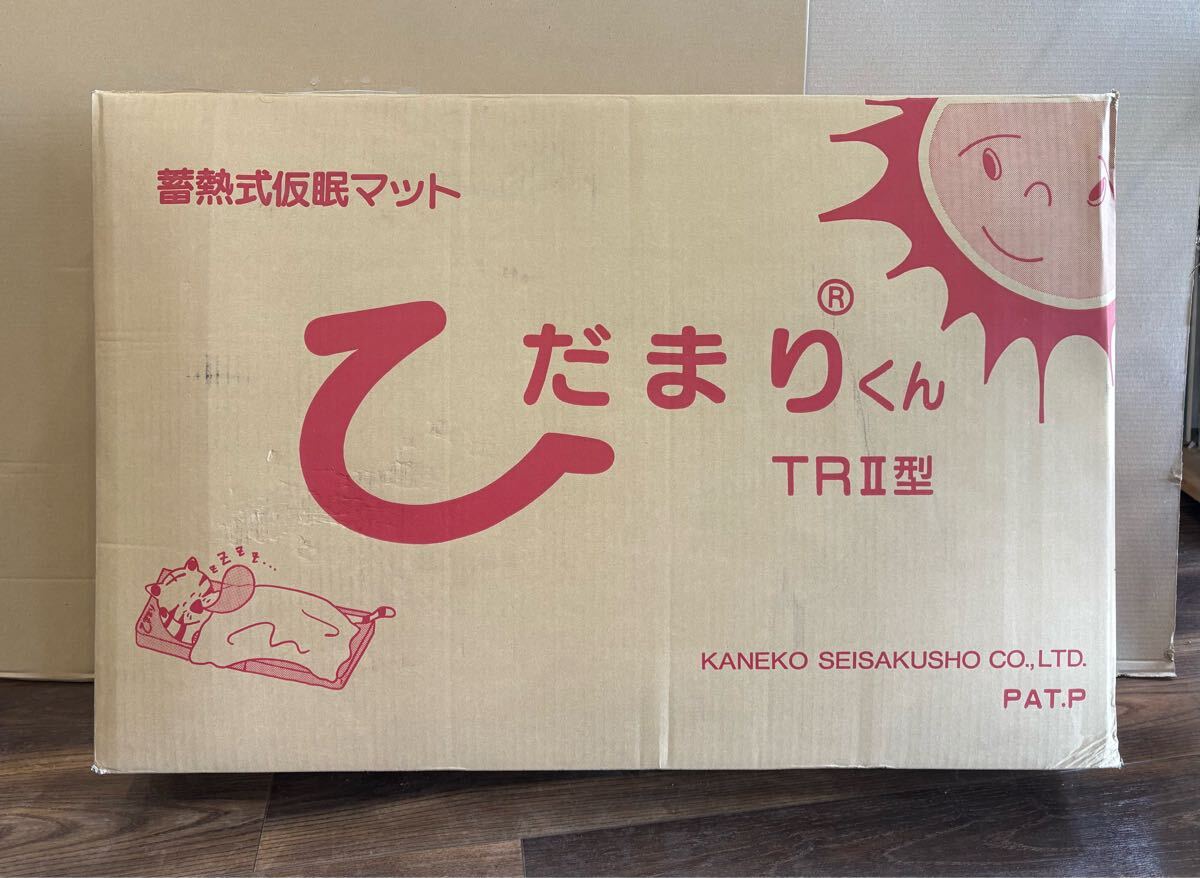 蓄熱式仮眠マット
ひだまりくん®
TRⅡ型
zZZz...
KANEKO SEISAKUSHO CO.,LTD.
PAT.P